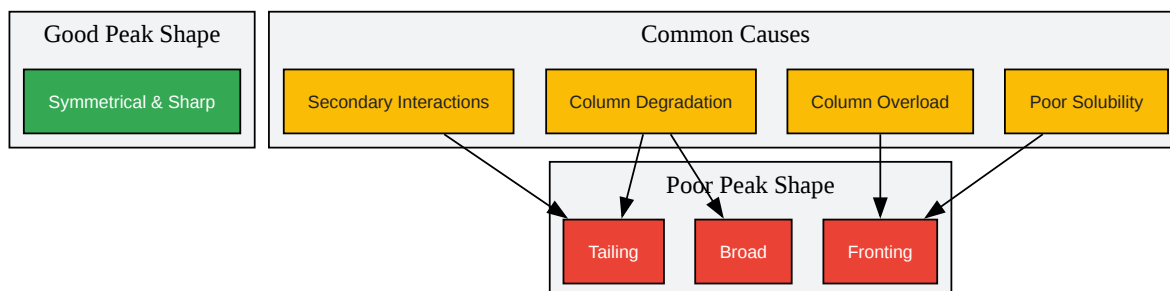 Good Peak Shape
Common Causes
Symmetrical & Sharp
Secondary Interactions
Column Degradation
Column Overload
Poor Solubility
Poor Peak Shape
Tailing
Broad
Fronting